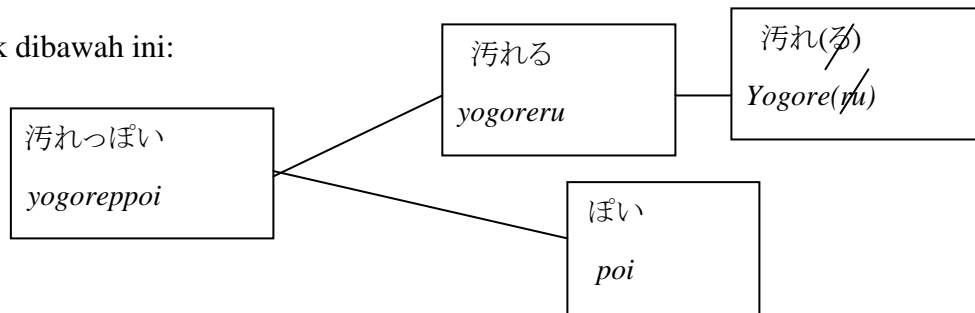 k dibawah ini:
汚れっぽい
yogoreppoi
汚れる
yogoreru
汚れ(る)
Yogore(ru)
ぽい
poi